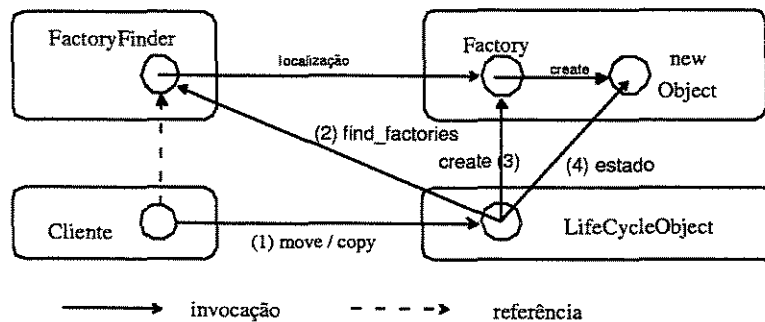 FactoryFinder
localização
Factory
create
new
Object
(2) find_factories
create (3)
(4) estado
Cliente
(1) move / copy
LifeCycleObject
invocação
referência